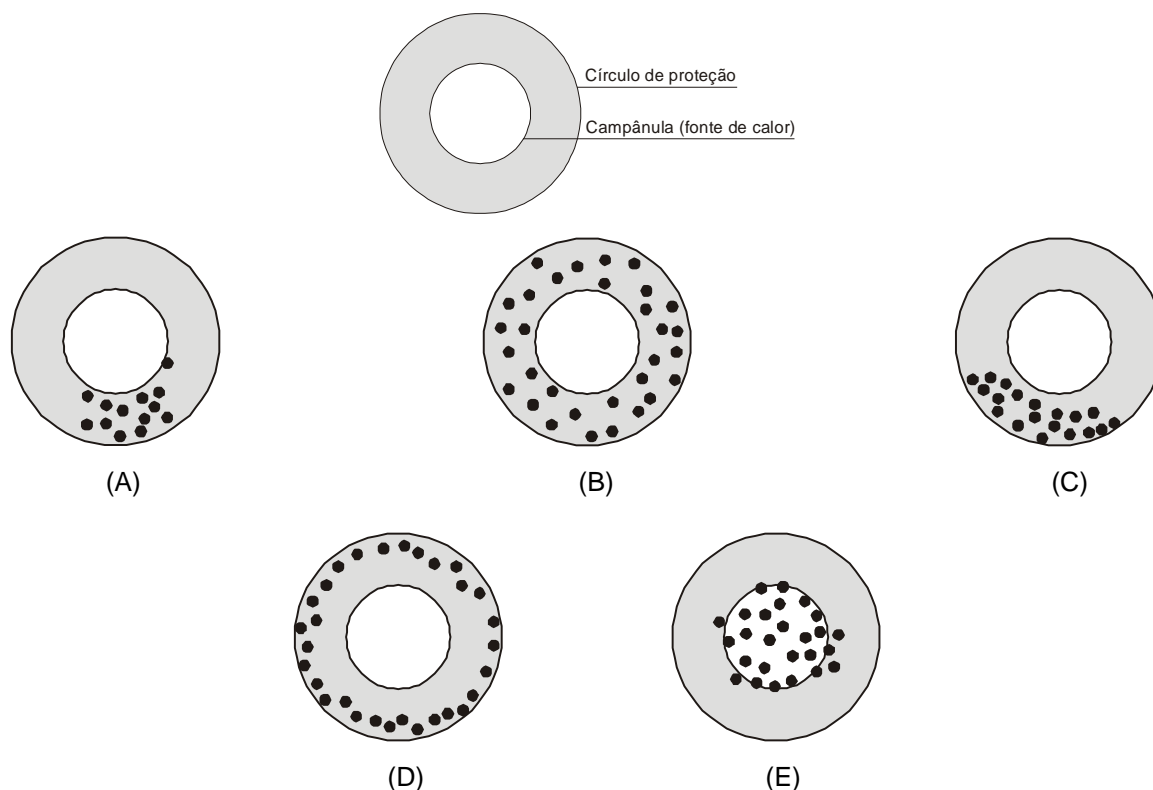 Círculo de proteção
Campânula (fonte de calor)
(A)
(B)
(C)
(D)
(E)